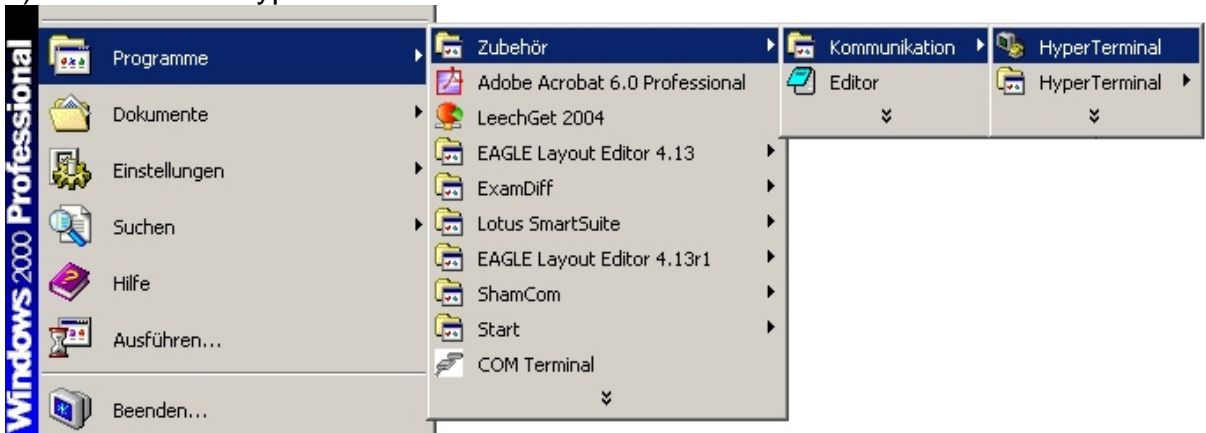 Windows 2000 Professional
Programme
Dokumente
Einstellungen
Suchen
Hilfe
Ausführen...
Beenden...
Zubehör
Adobe Acrobat 6.0 Professional
LeechGet 2004
EAGLE Layout Editor 4.13
ExamDiff
Lotus SmartSuite
EAGLE Layout Editor 4.13r1
ShamCom
Start
COM Terminal
Kommunikation
Editor
HyperTerminal
HyperTerminal